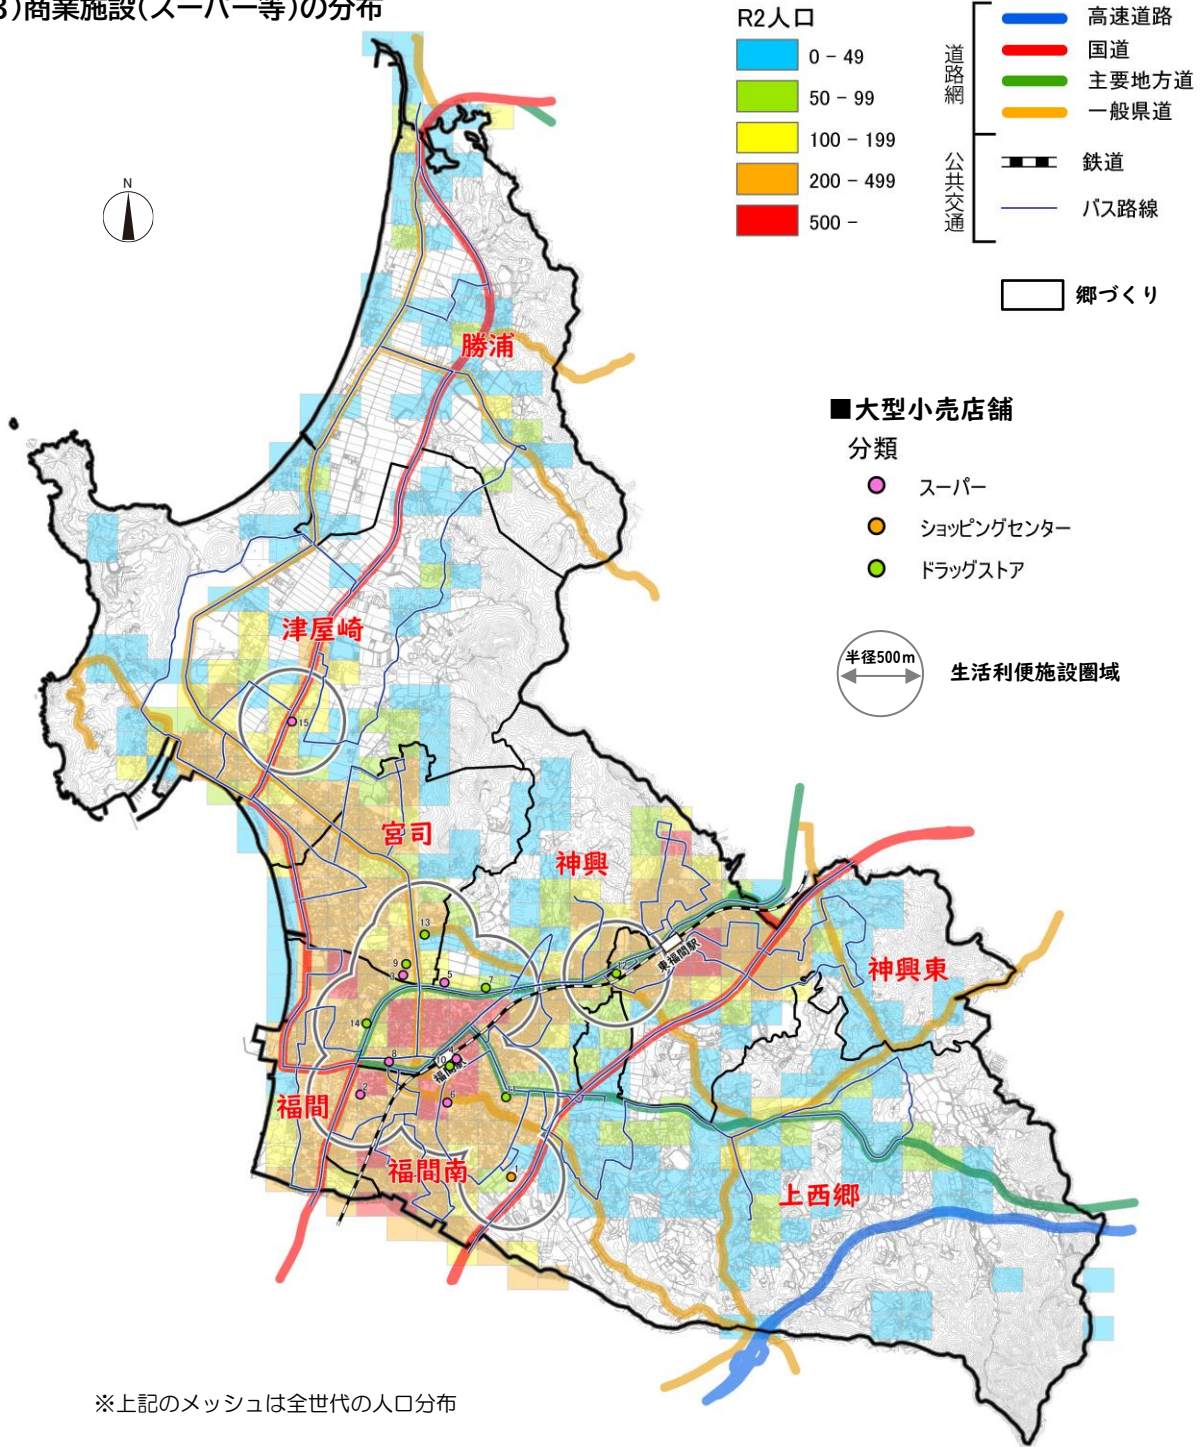 3)商業施設(スーパー等)の分布
R2人口
0 - 49
50 - 99
100 - 199
200 - 499
500 -
道路網
高速道路
国道
主要地方道
一般県道
公共交通
鉄道
バス路線
郷づくり
■大型小売店舗
分類
スーパー
ショッピングセンター
ドラッグストア
半径500m
生活利便施設圏域
N
勝浦
津屋崎
15
宮司
神興
13
9
3
5
7
12
東福間駅
神興東
14
8
10
4
福間駅
2
6
11
福間
福間南
1
上西郷
※上記のメッシュは全世代の人口分布